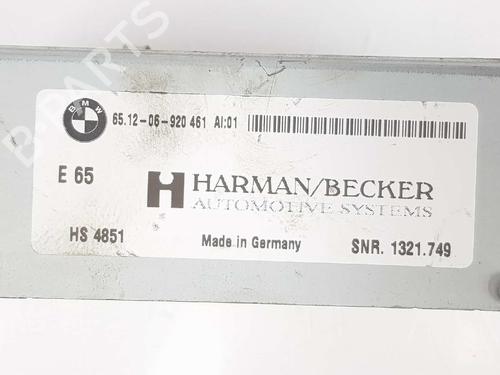 B-PARTS
BMW
65.12-06-920 461 AI:01
E 65
HARMAN/BECKER
AUTOMOTIVE SYSTEMS
HS 4851
Made in Germany
SNR. 1321.749